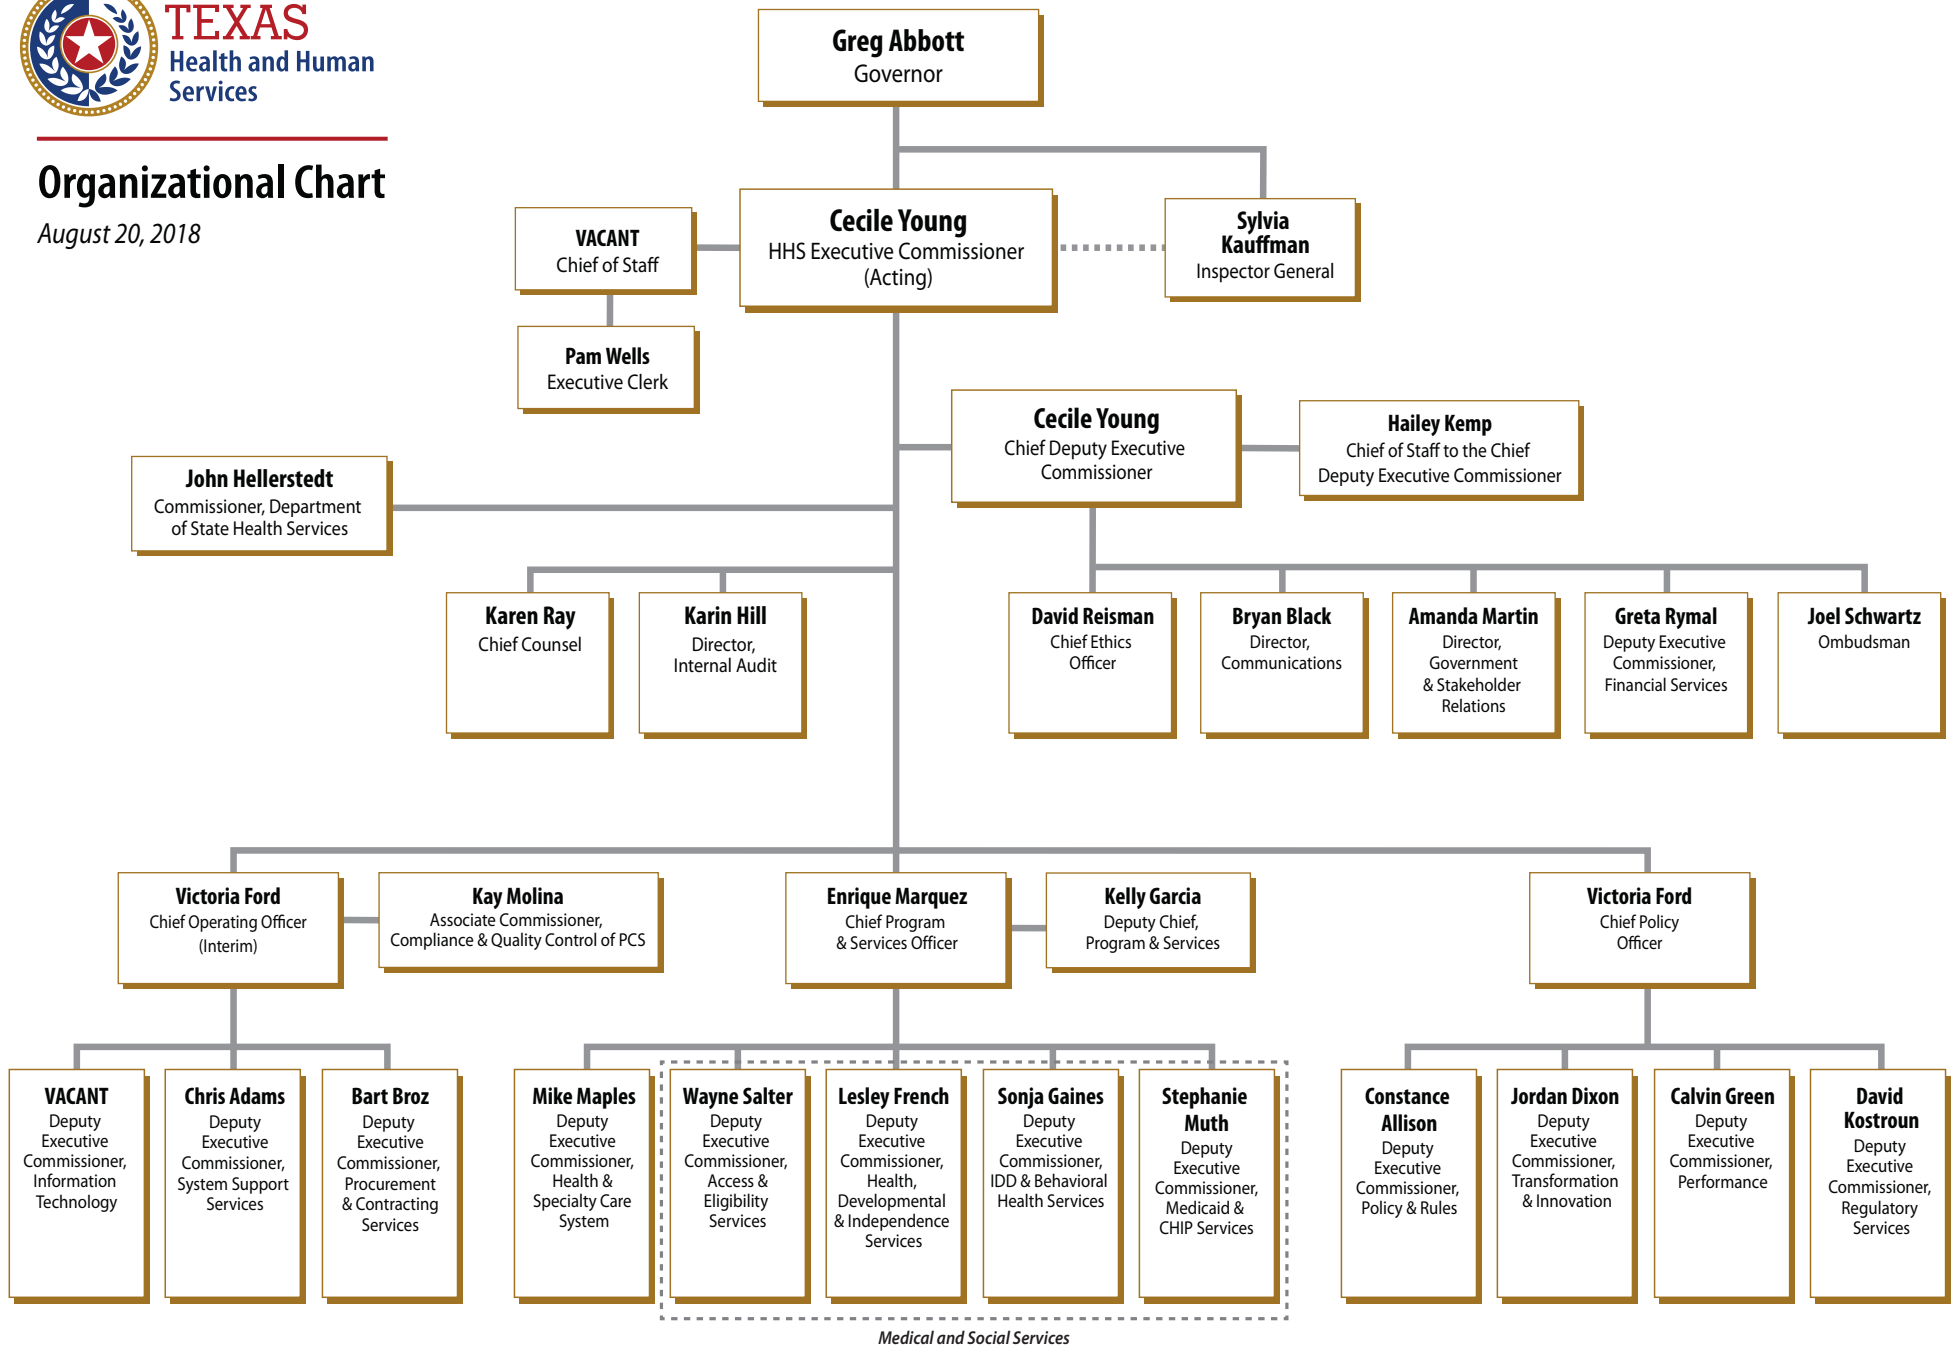 TEXAS
Health and Human
Services
Organizational Chart
August 20, 2018
Greg Abbott
Governor
VACANT
Chief of Staff
Cecile Young
HHS Executive Commissioner
(Acting)
Sylvia
Kauffman
Inspector General
Pam Wells
Executive Clerk
Cecile Young
Chief Deputy Executive
Commissioner
Hailey Kemp
Chief of Staff to the Chief
Deputy Executive Commissioner
John Hellerstedt
Commissioner, Department
of State Health Services
Karen Ray
Chief Counsel
Karin Hill
Director,
Internal Audit
David Reisman
Chief Ethics
Officer
Bryan Black
Director,
Communications
Amanda Martin
Director,
Government
& Stakeholder
Relations
Greta Rymal
Deputy Executive
Commissioner,
Financial Services
Joel Schwartz
Ombudsman
Victoria Ford
Chief Operating Officer
(Interim)
Kay Molina
Associate Commissioner,
Compliance & Quality Control of PCS
Enrique Marquez
Chief Program
& Services Officer
Kelly Garcia
Deputy Chief,
Program & Services
Victoria Ford
Chief Policy
Officer
VACANT
Deputy
Executive
Commissioner,
Information
Technology
Chris Adams
Deputy
Executive
Commissioner,
System Support
Services
Bart Broz
Deputy
Executive
Commissioner,
Procurement
& Contracting
Services
Mike Maples
Deputy
Executive
Commissioner,
Health &
Specialty Care
System
Wayne Salter
Deputy
Executive
Commissioner,
Access &
Eligibility
Services
Lesley French
Deputy
Executive
Commissioner,
Health,
Developmental
& Independence
Services
Sonja Gaines
Deputy
Executive
Commissioner,
IDD & Behavioral
Health Services
Stephanie
Muth
Deputy
Executive
Commissioner,
Medicaid &
CHIP Services
Constance
Allison
Deputy
Executive
Commissioner,
Policy & Rules
Jordan Dixon
Deputy
Executive
Commissioner,
Transformation
& Innovation
Calvin Green
Deputy
Executive
Commissioner,
Performance
David
Kostroun
Deputy
Executive
Commissioner,
Regulatory
Services
Medical and Social Services